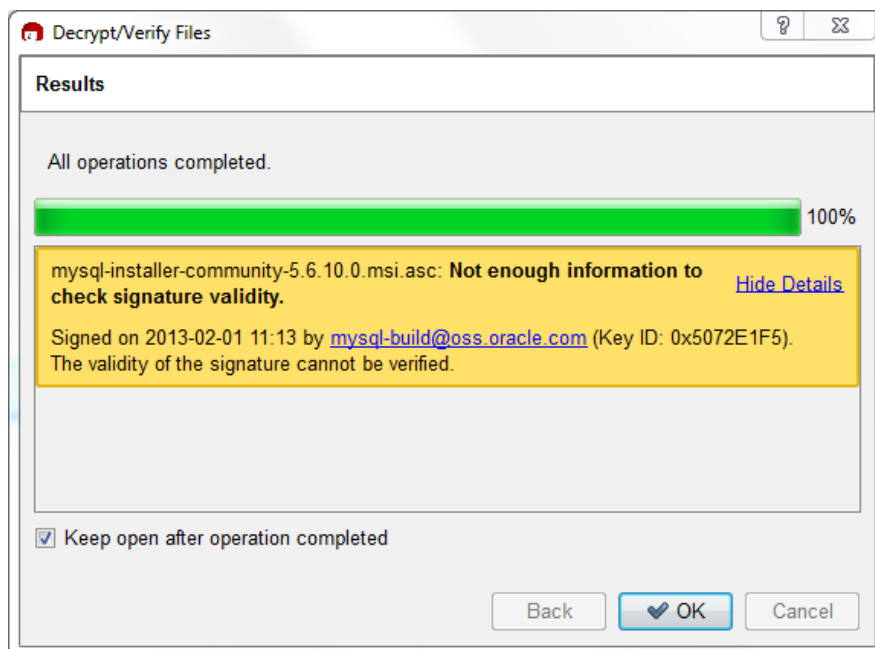 Decrypt/Verify Files
Results
All operations completed.
100%
mysql-installer-community-5.6.10.0.msi.asc: Not enough information to
check signature validity.
Hide Details
Signed on 2013-02-01 11:13 by mysql-build@oss.oracle.com (Key ID: 0x5072E1F5).
The validity of the signature cannot be verified.
Keep open after operation completed
Back
OK
Cancel